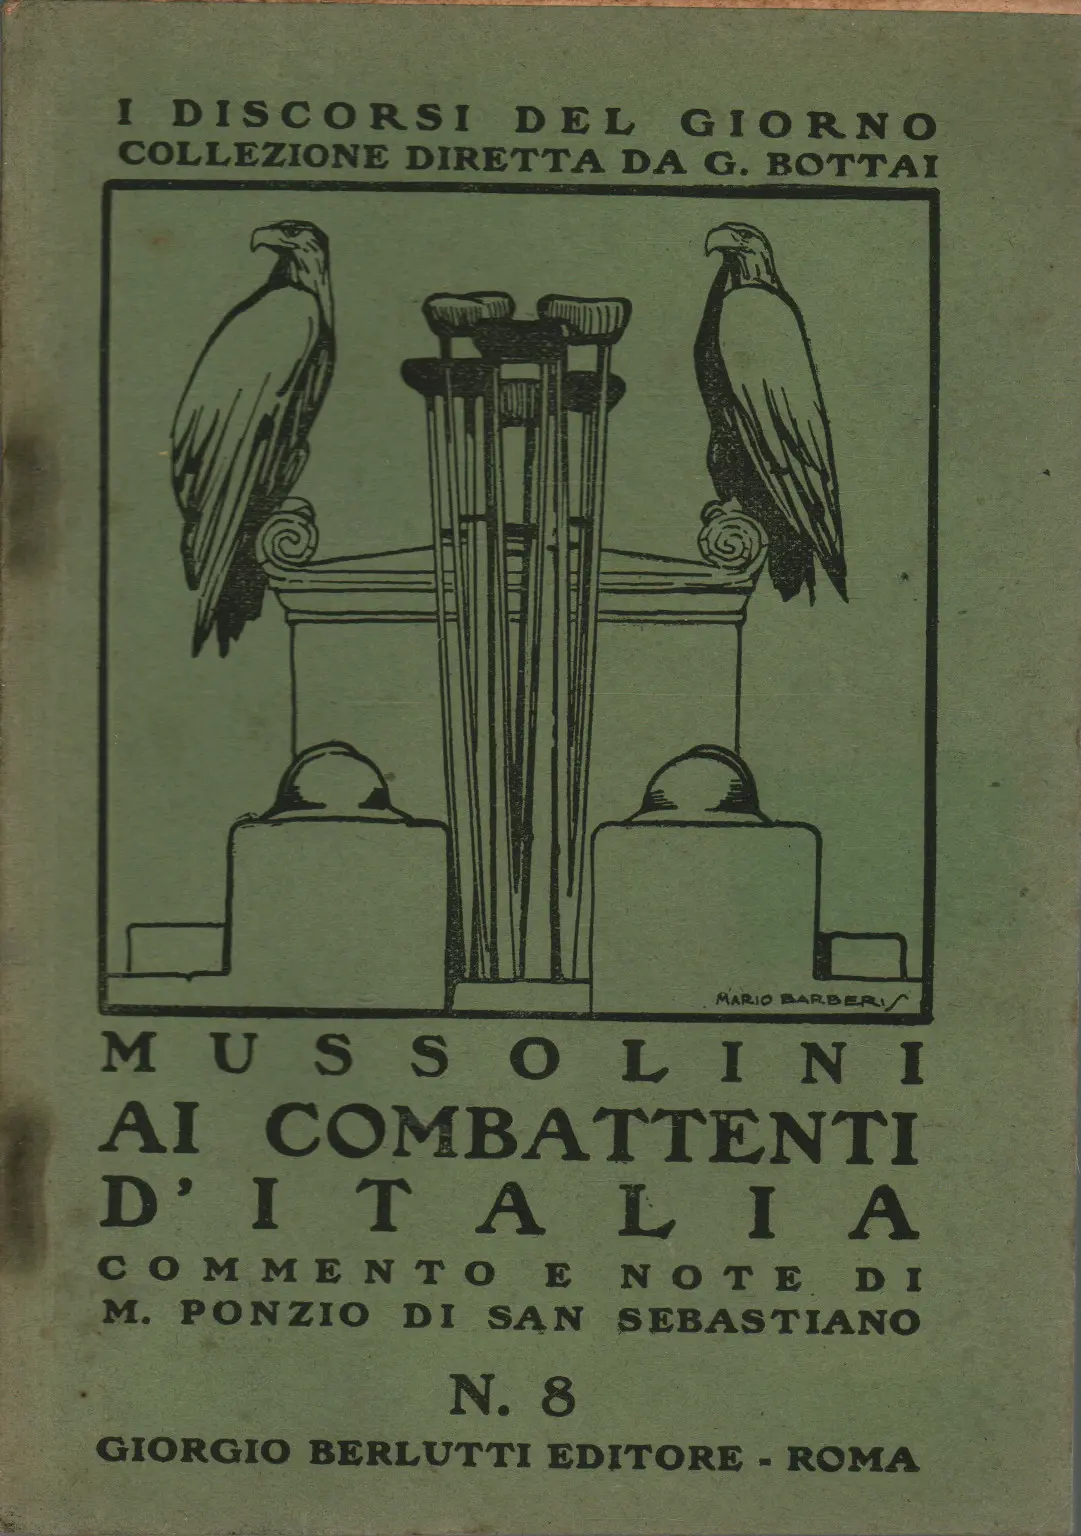 I DISCORSI DEL GIORNO
COLLEZIONE DIRETTA DA G. BOTTAI
MARIO BARBERIS
MUSSOLINI
AI COMBATTENTI
D'ITALIA
COMMENTO E NOTE DI
M. PONZIO DI SAN SEBASTIANO
N. 8
GIORGIO BERLUTTI EDITORE - ROMA